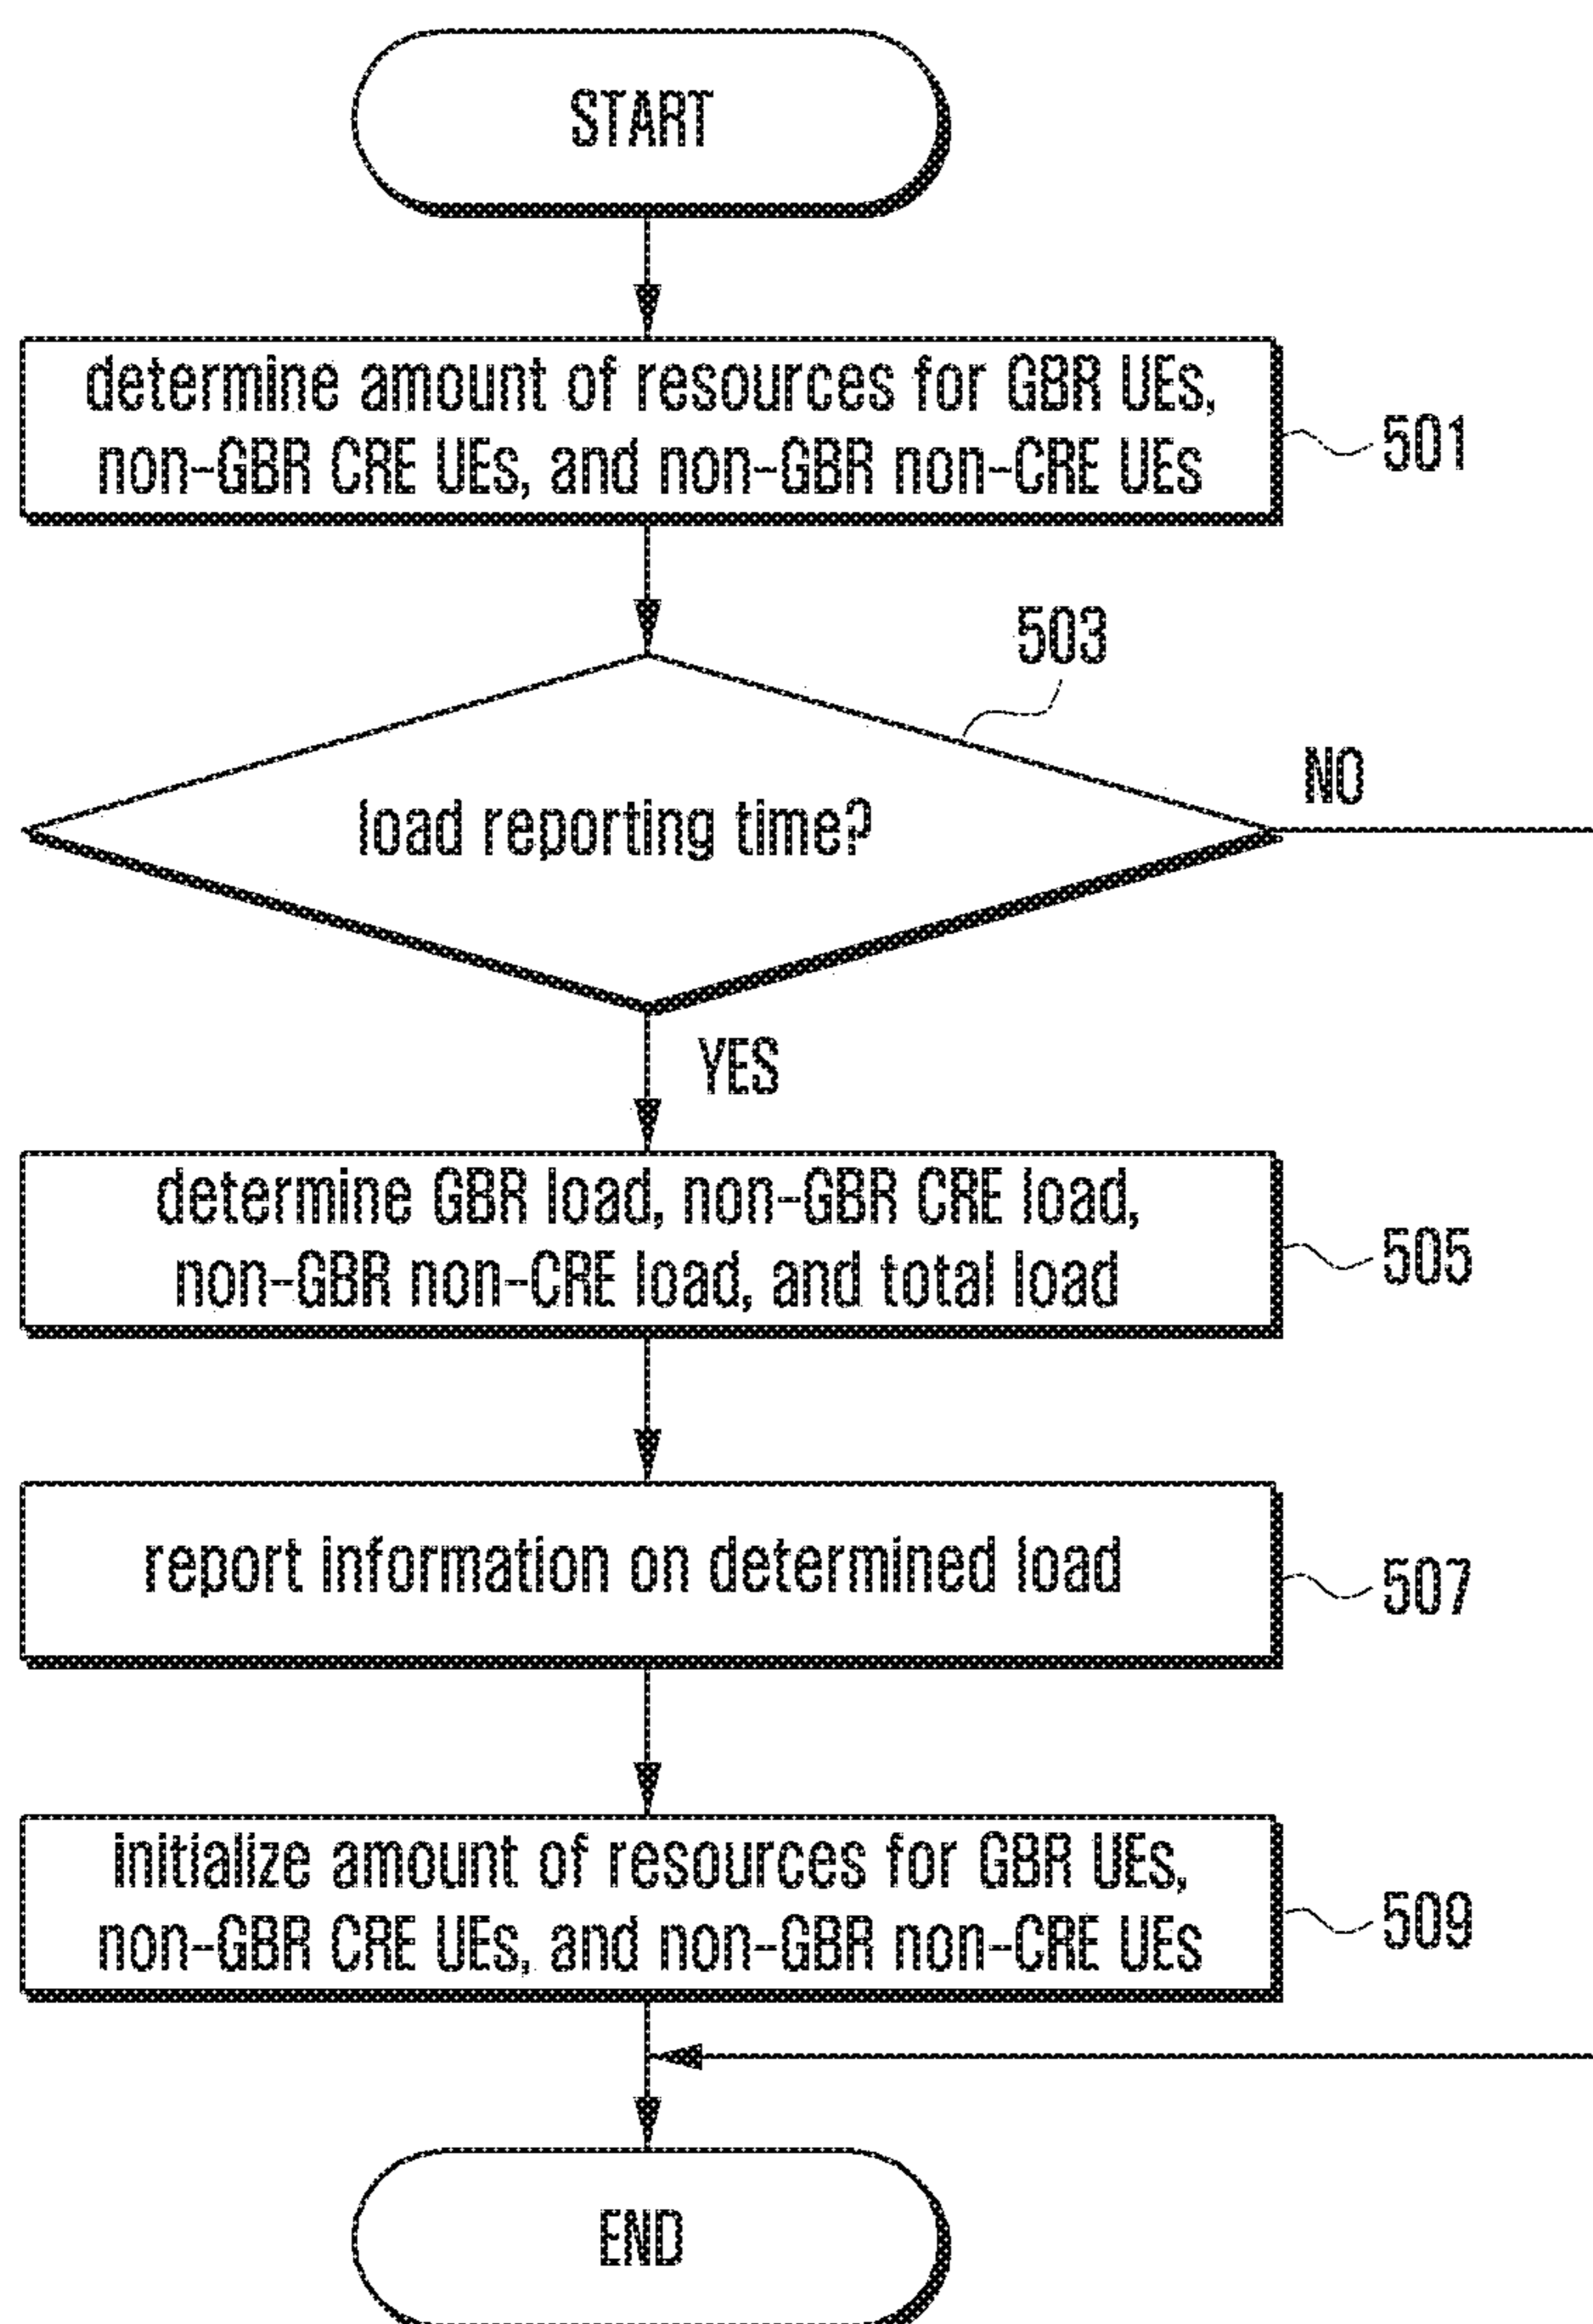 START
determine amount of resources for GBR UEs,
non-GBR CRE UEs, and non-GBR non-CRE UEs
501
503
load reporting time?
NO
YES
determine GBR load, non-GBR CRE load,
non-GBR non-CRE load, and total load
505
report information on determined load
507
initialize amount of resources for GBR UEs,
non-GBR CRE UEs, and non-GBR non-CRE UEs
509
END